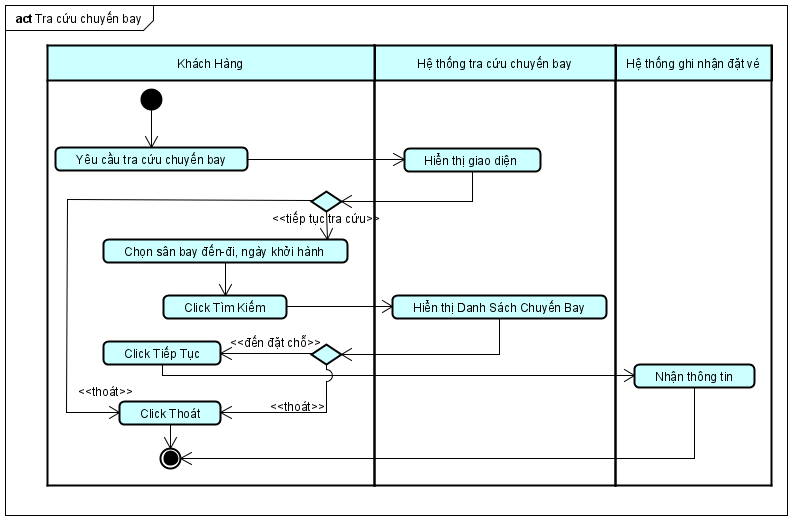 act Tra cứu chuyến bay
Khách Hàng
Hệ thống tra cứu chuyến bay
Hệ thống ghi nhận đặt vé
Yêu cầu tra cứu chuyến bay
Hiển thị giao diện
<<tiếp tục tra cứu>>
Chọn sân bay đến-đi, ngày khởi hành
Click Tìm Kiếm
Hiển thị Danh Sách Chuyến Bay
<<đến đặt chỗ>>
Click Tiếp Tục
Nhận thông tin
<<thoát>>
<<thoát>>
Click Thoát